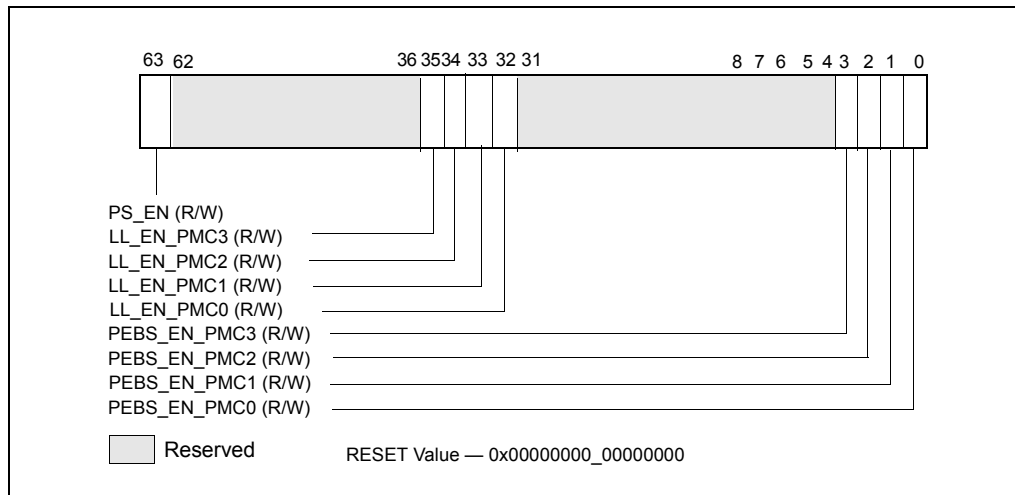 63 62 36 35 34 33 32 31 8 7 6 5 4 3 2 1 0
PS_EN (R/W)
LL_EN_PMC3 (R/W)
LL_EN_PMC2 (R/W)
LL_EN_PMC1 (R/W)
LL_EN_PMC0 (R/W)
PEBS_EN_PMC3 (R/W)
PEBS_EN_PMC2 (R/W)
PEBS_EN_PMC1 (R/W)
PEBS_EN_PMC0 (R/W)
Reserved RESET Value — 0x00000000_00000000